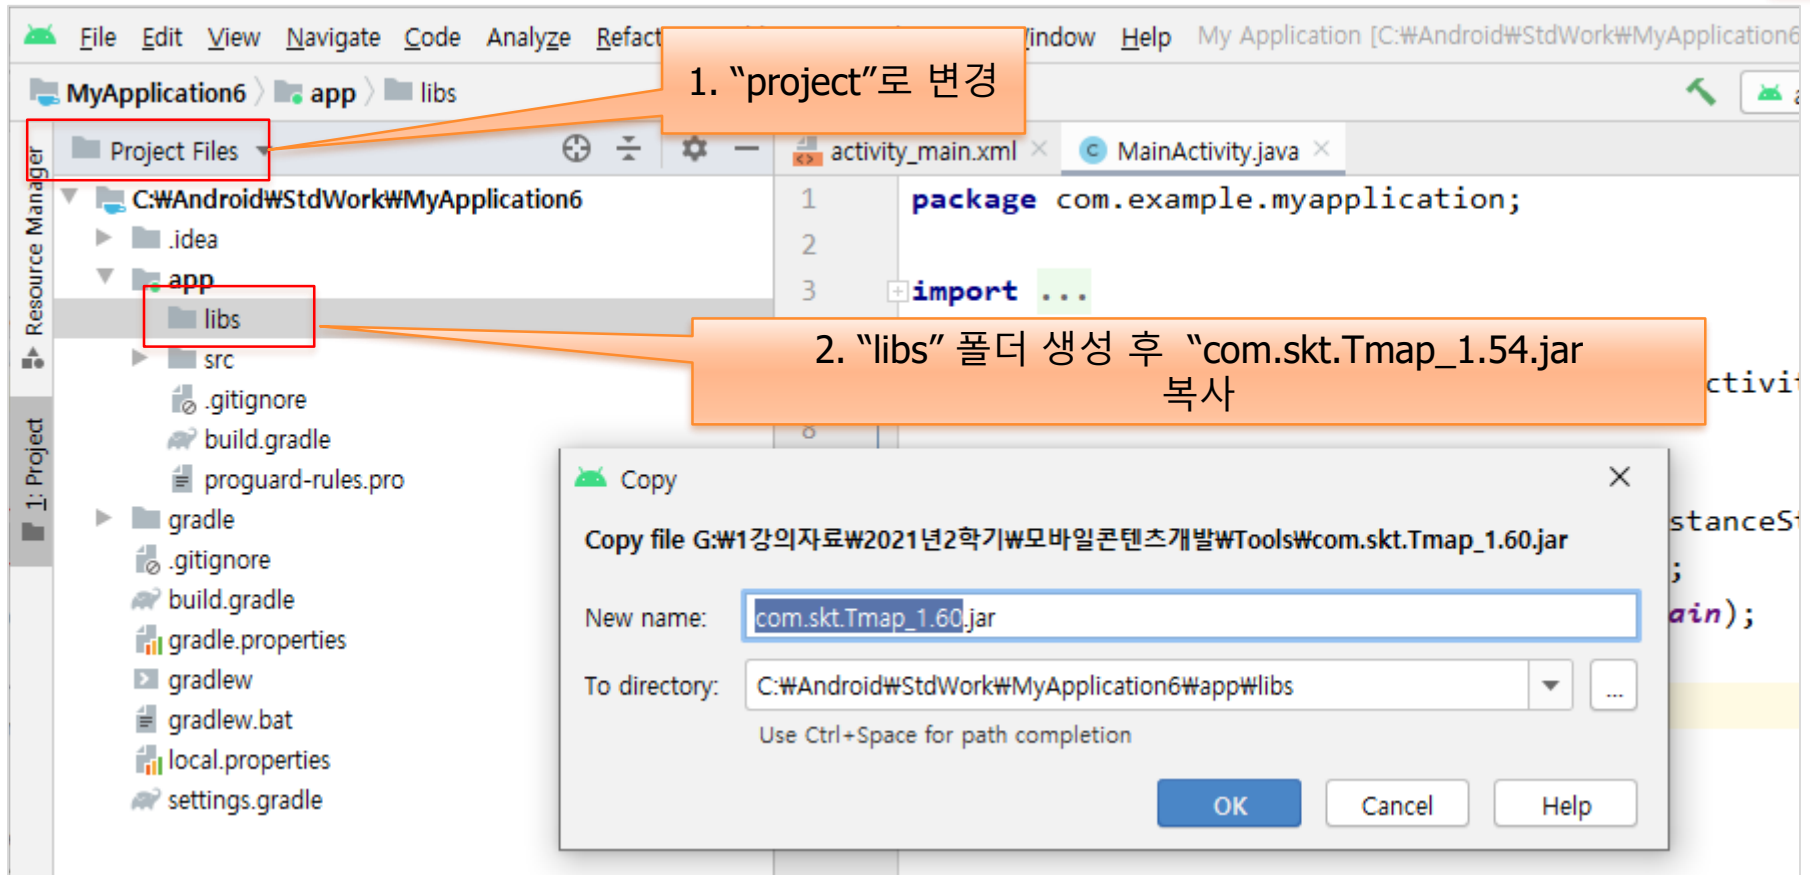 File Edit View Navigate Code Analyze Refact
indow Help My Application [C:₩Android₩StdWork₩MyApplication6
1. “project”로 변경
MyApplication6 app libs
Project Files
activity_main.xml MainActivity.java
Resource Manager
1: Project
C:₩Android₩StdWork₩MyApplication6
.idea
app
libs
src
.gitignore
build.gradle
proguard-rules.pro
gradle
.gitignore
build.gradle
gradle.properties
gradlew
gradlew.bat
local.properties
settings.gradle
1 package com.example.myapplication;
2
3 import ...
2. “libs” 폴더 생성 후 “com.skt.Tmap_1.54.jar
복사
ctivi
8
stanceS
;
ain);
Copy
Copy file G:₩1강의자료₩2021년2학기₩모바일콘텐츠개발₩Tools₩com.skt.Tmap_1.60.jar
New name: com.skt.Tmap_1.60.jar
To directory: C:₩Android₩StdWork₩MyApplication6₩app₩libs ...
Use Ctrl+Space for path completion
OK Cancel Help